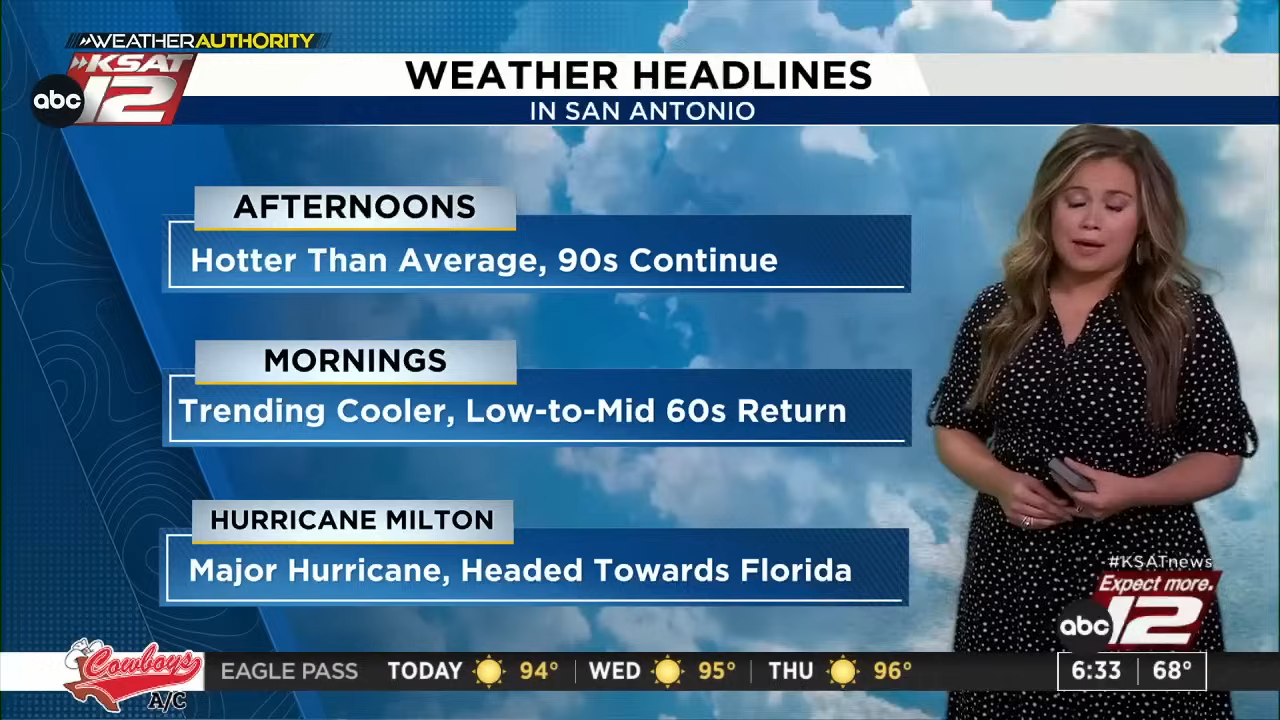 WEATHERAUTHORITY
KSAT
abc 12
WEATHER HEADLINES
IN SAN ANTONIO
AFTERNOONS
Hotter Than Average, 90s Continue
MORNINGS
Trending Cooler, Low-to-Mid 60s Return
HURRICANE MILTON
Major Hurricane, Headed Towards Florida
#KSATnews
Expect more.
abc 12
Cowboys
A/C
EAGLE PASS TODAY 94° WED 95° THU 96° 6:33 68°